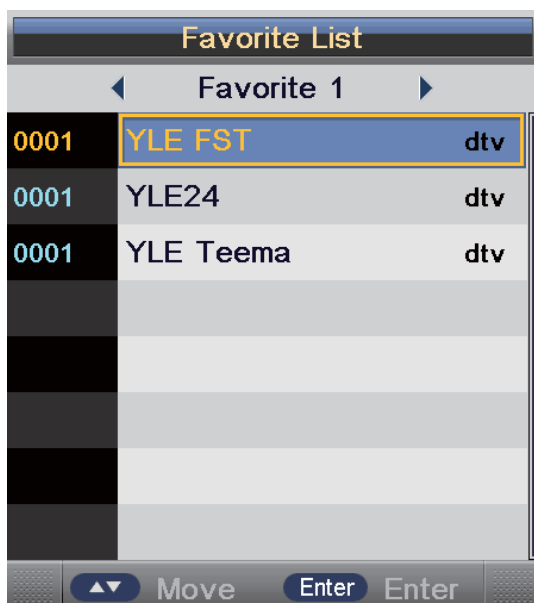 Favorite List
Favorite 1
0001 YLE FST dtv
0001 YLE24 dtv
0001 YLE Teema dtv
Move Enter Enter